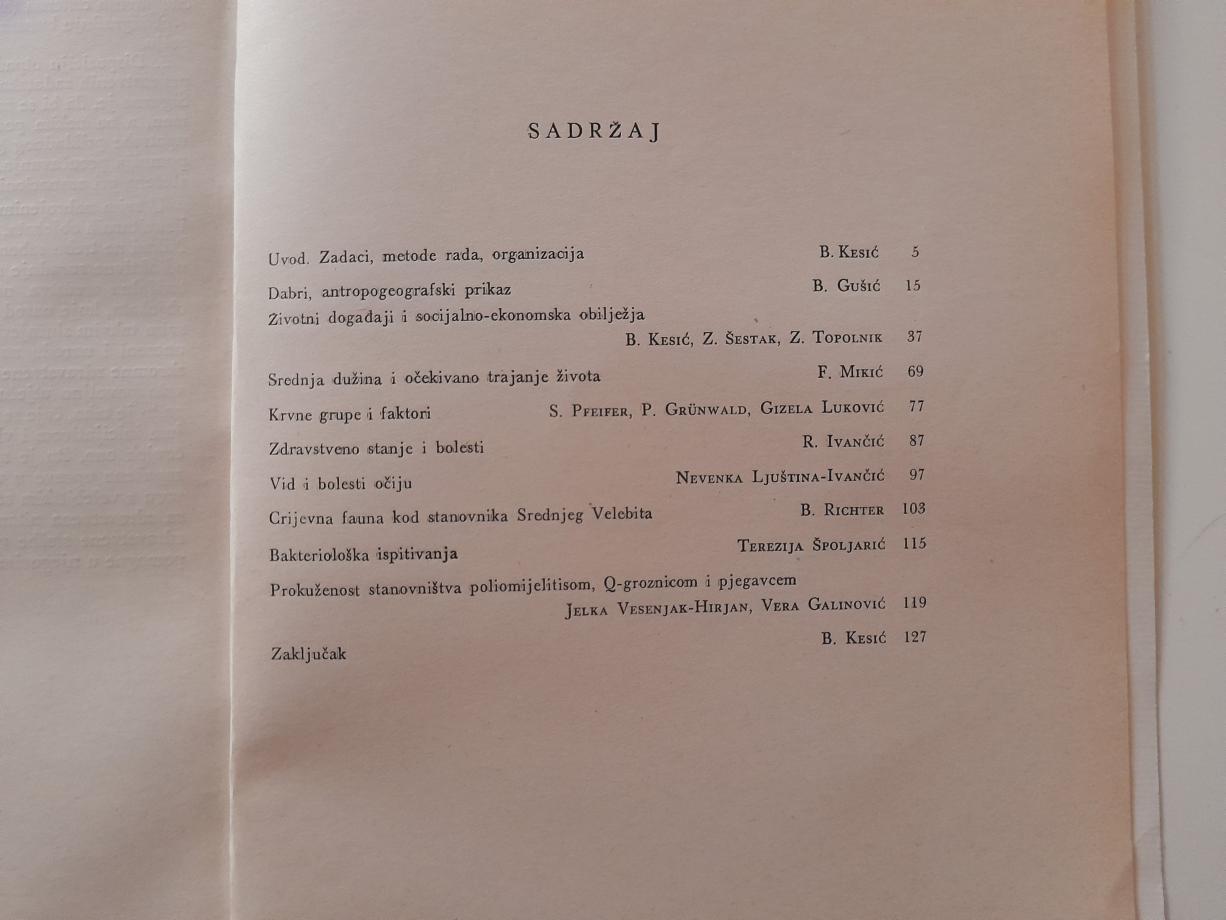 SADRŽAJ
Uvod. Zadaci, metode rada, organizacija B. Kesić 5
Dabri, antropogeografski prikaz B. Gušić 15
Životni događaji i socijalno-ekonomska obilježja
B. Kesić, Z. Šestak, Z. Topolnik 37
Srednja dužina i očekivano trajanje života F. Mikić 69
Krvne grupe i faktori S. Pfeifer, P. Grünwald, Gizela Luković 77
Zdravstveno stanje i bolesti R. Ivančić 87
Vid i bolesti očiju Nevenka Ljuština-Ivančić 97
Crijevna fauna kod stanovnika Srednjeg Velebita B. Richter 103
Bakteriološka ispitivanja Terezija Špoljarić 115
Prokuženost stanovništva poliomijelitisom, Q-groznicom i pjegavcem
Jelka Vesenjak-Hirjan, Vera Galinović 119
Zaključak B. Kesić 127